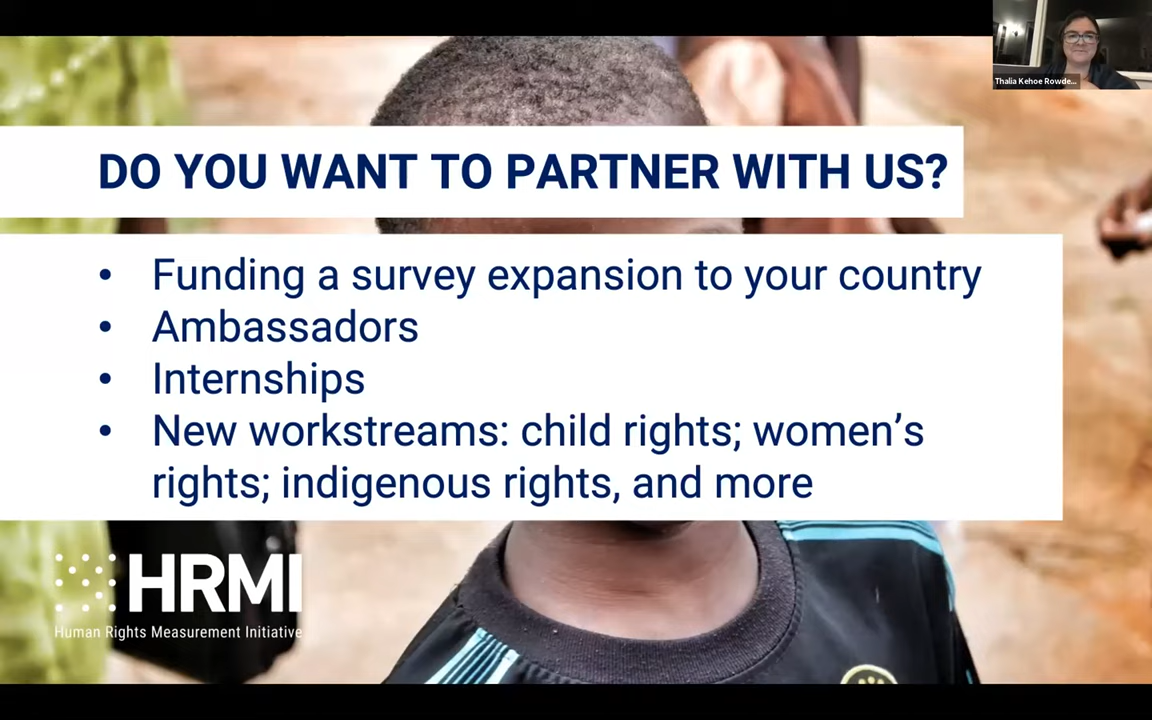 Thalia Kehoe Rowde...
DO YOU WANT TO PARTNER WITH US?
• Funding a survey expansion to your country
• Ambassadors
• Internships
• New workstreams: child rights; women’s
rights; indigenous rights, and more
HRMI
Human Rights Measurement Initiative